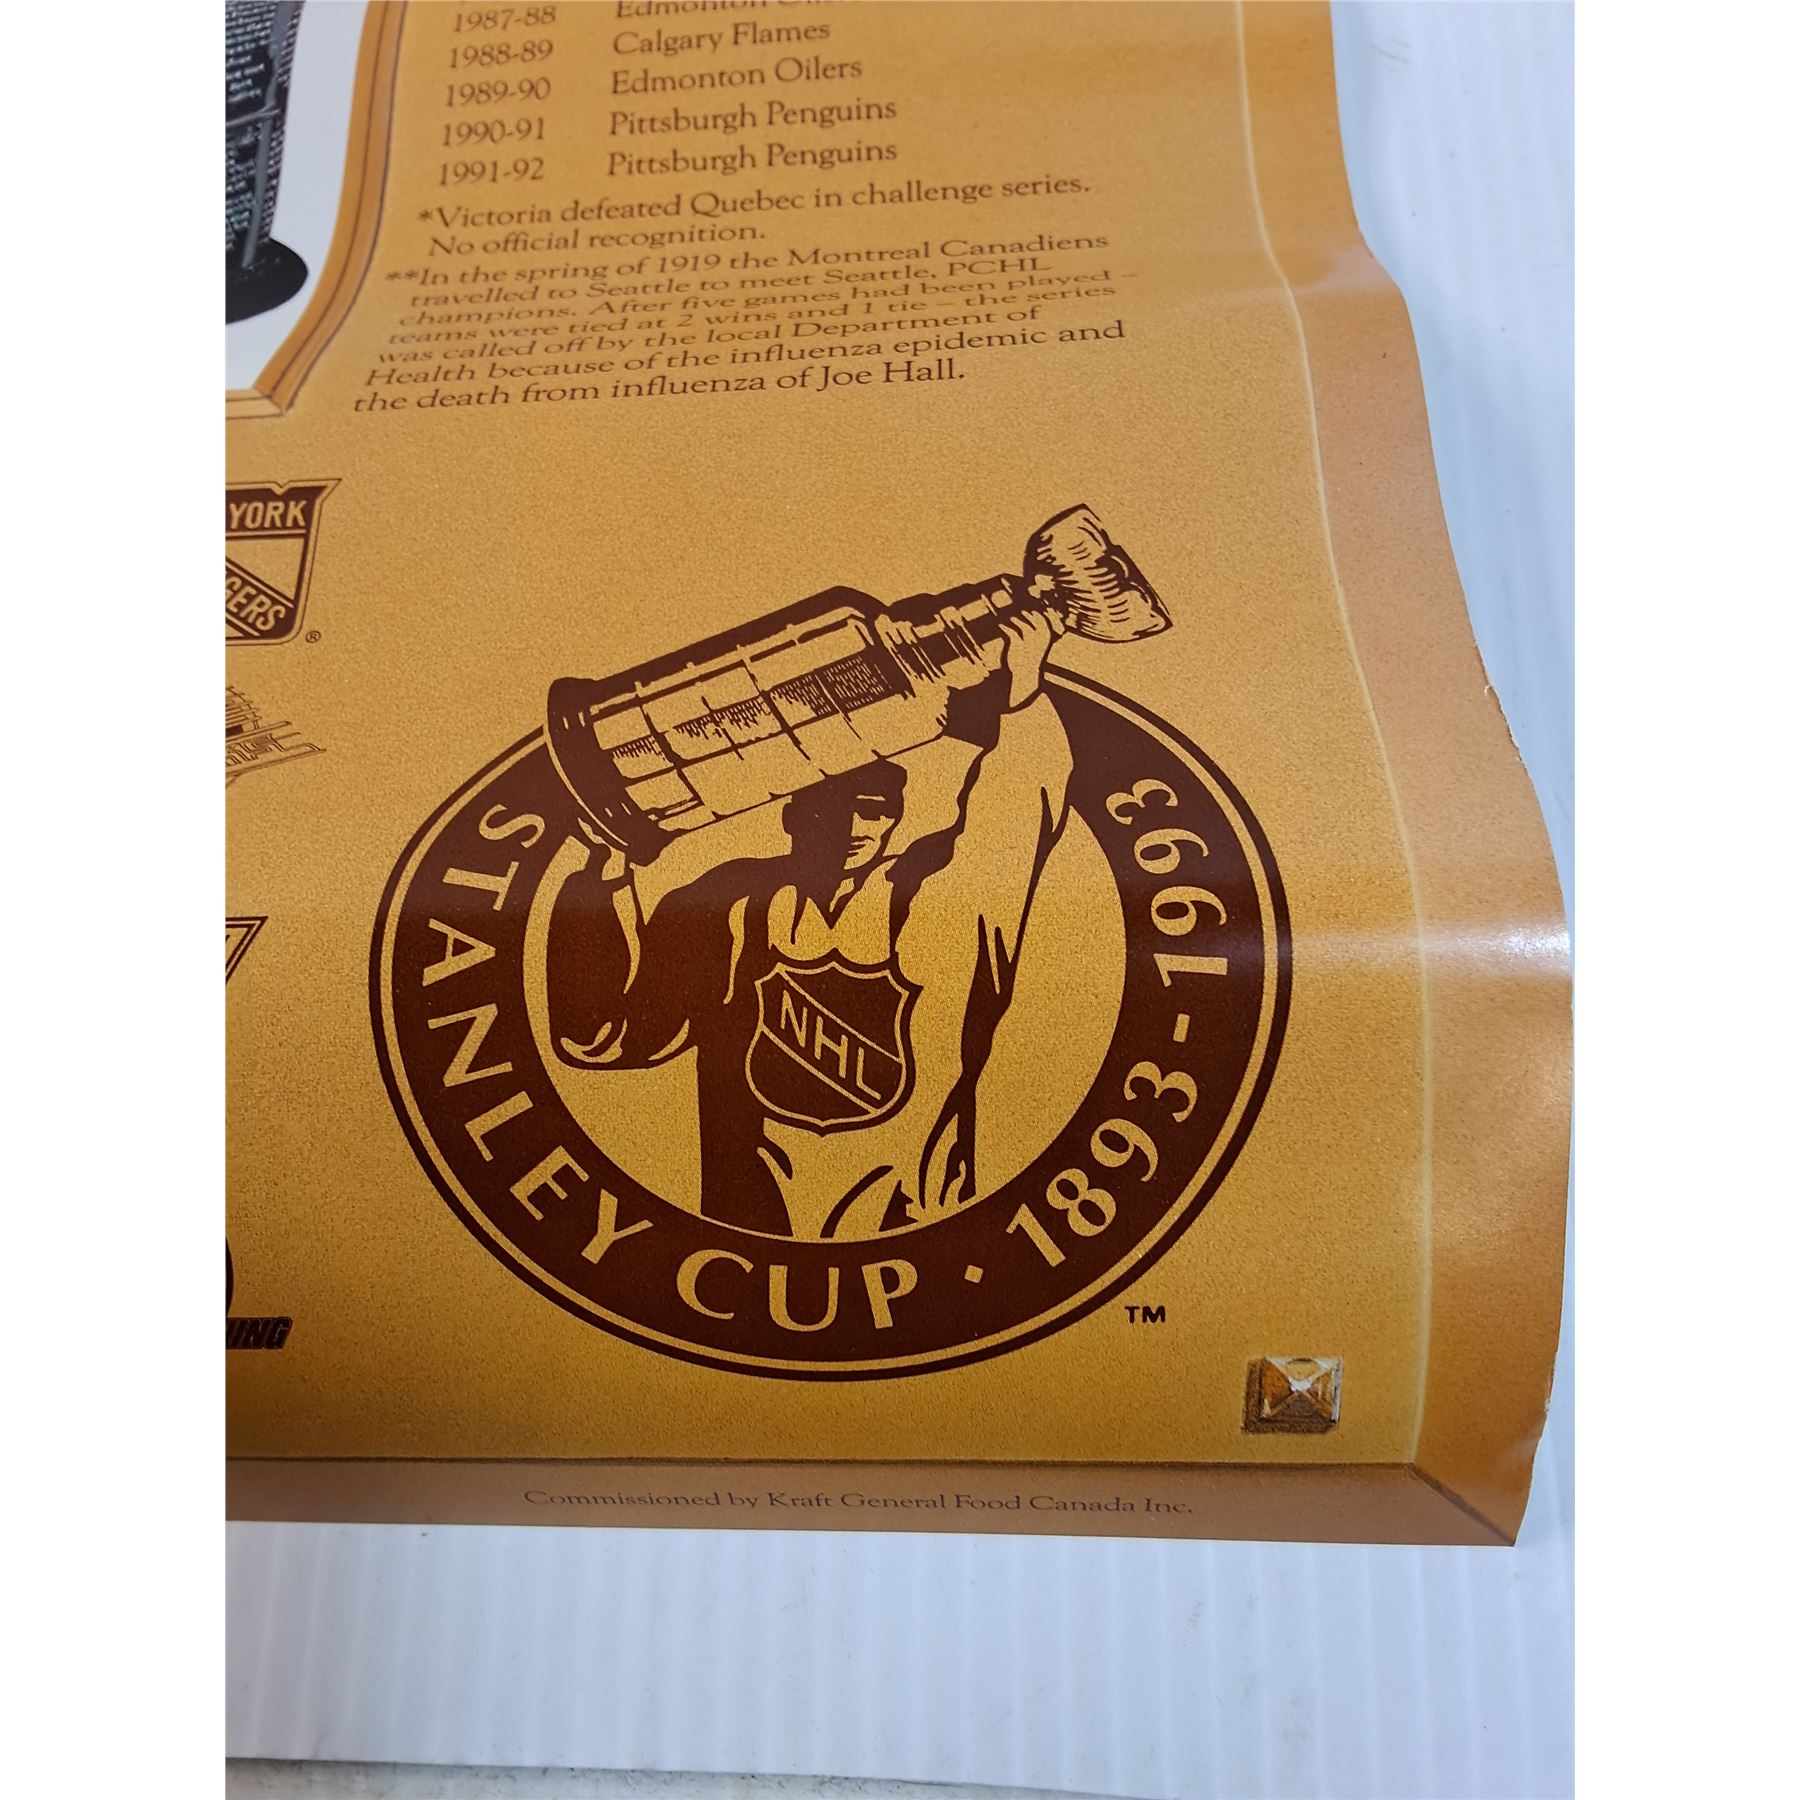 1987-88 Edmonton Oilers
1988-89 Calgary Flames
1989-90 Edmonton Oilers
1990-91 Pittsburgh Penguins
1991-92 Pittsburgh Penguins
*Victoria defeated Quebec in challenge series.
No official recognition.
**In the spring of 1919 the Montreal Canadiens
travelled to Seattle to meet Seattle, PCHL
champions. After five games had been played –
teams were tied at 2 wins and 1 tie – the series
was called off by the local Department of
Health because of the influenza epidemic and
the death from influenza of Joe Hall.
YORK
GERS
®
NHL
STANLEY CUP · 1893-1993
TM
NING
Commissioned by Kraft General Food Canada Inc.